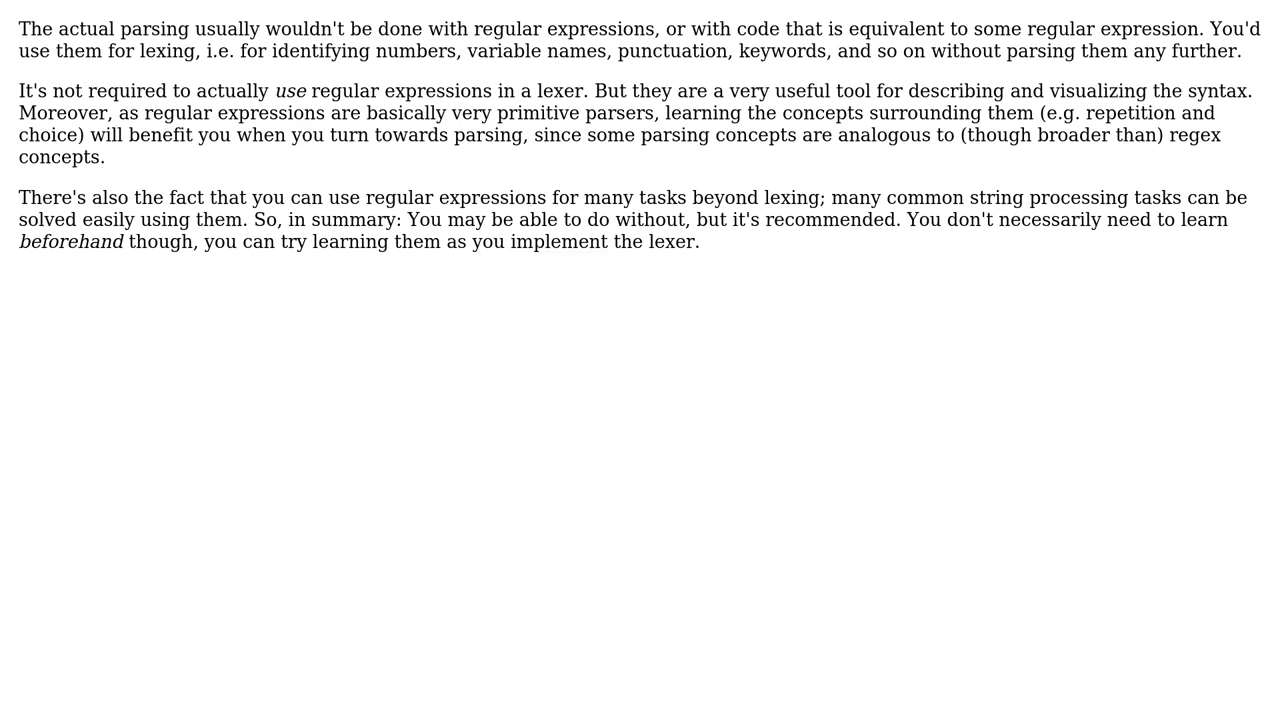 The actual parsing usually wouldn't be done with regular expressions, or with code that is equivalent to some regular expression. You'd
use them for lexing, i.e. for identifying numbers, variable names, punctuation, keywords, and so on without parsing them any further.
It's not required to actually use regular expressions in a lexer. But they are a very useful tool for describing and visualizing the syntax.
Moreover, as regular expressions are basically very primitive parsers, learning the concepts surrounding them (e.g. repetition and
choice) will benefit you when you turn towards parsing, since some parsing concepts are analogous to (though broader than) regex
concepts.
There's also the fact that you can use regular expressions for many tasks beyond lexing; many common string processing tasks can be
solved easily using them. So, in summary: You may be able to do without, but it's recommended. You don't necessarily need to learn
beforehand though, you can try learning them as you implement the lexer.